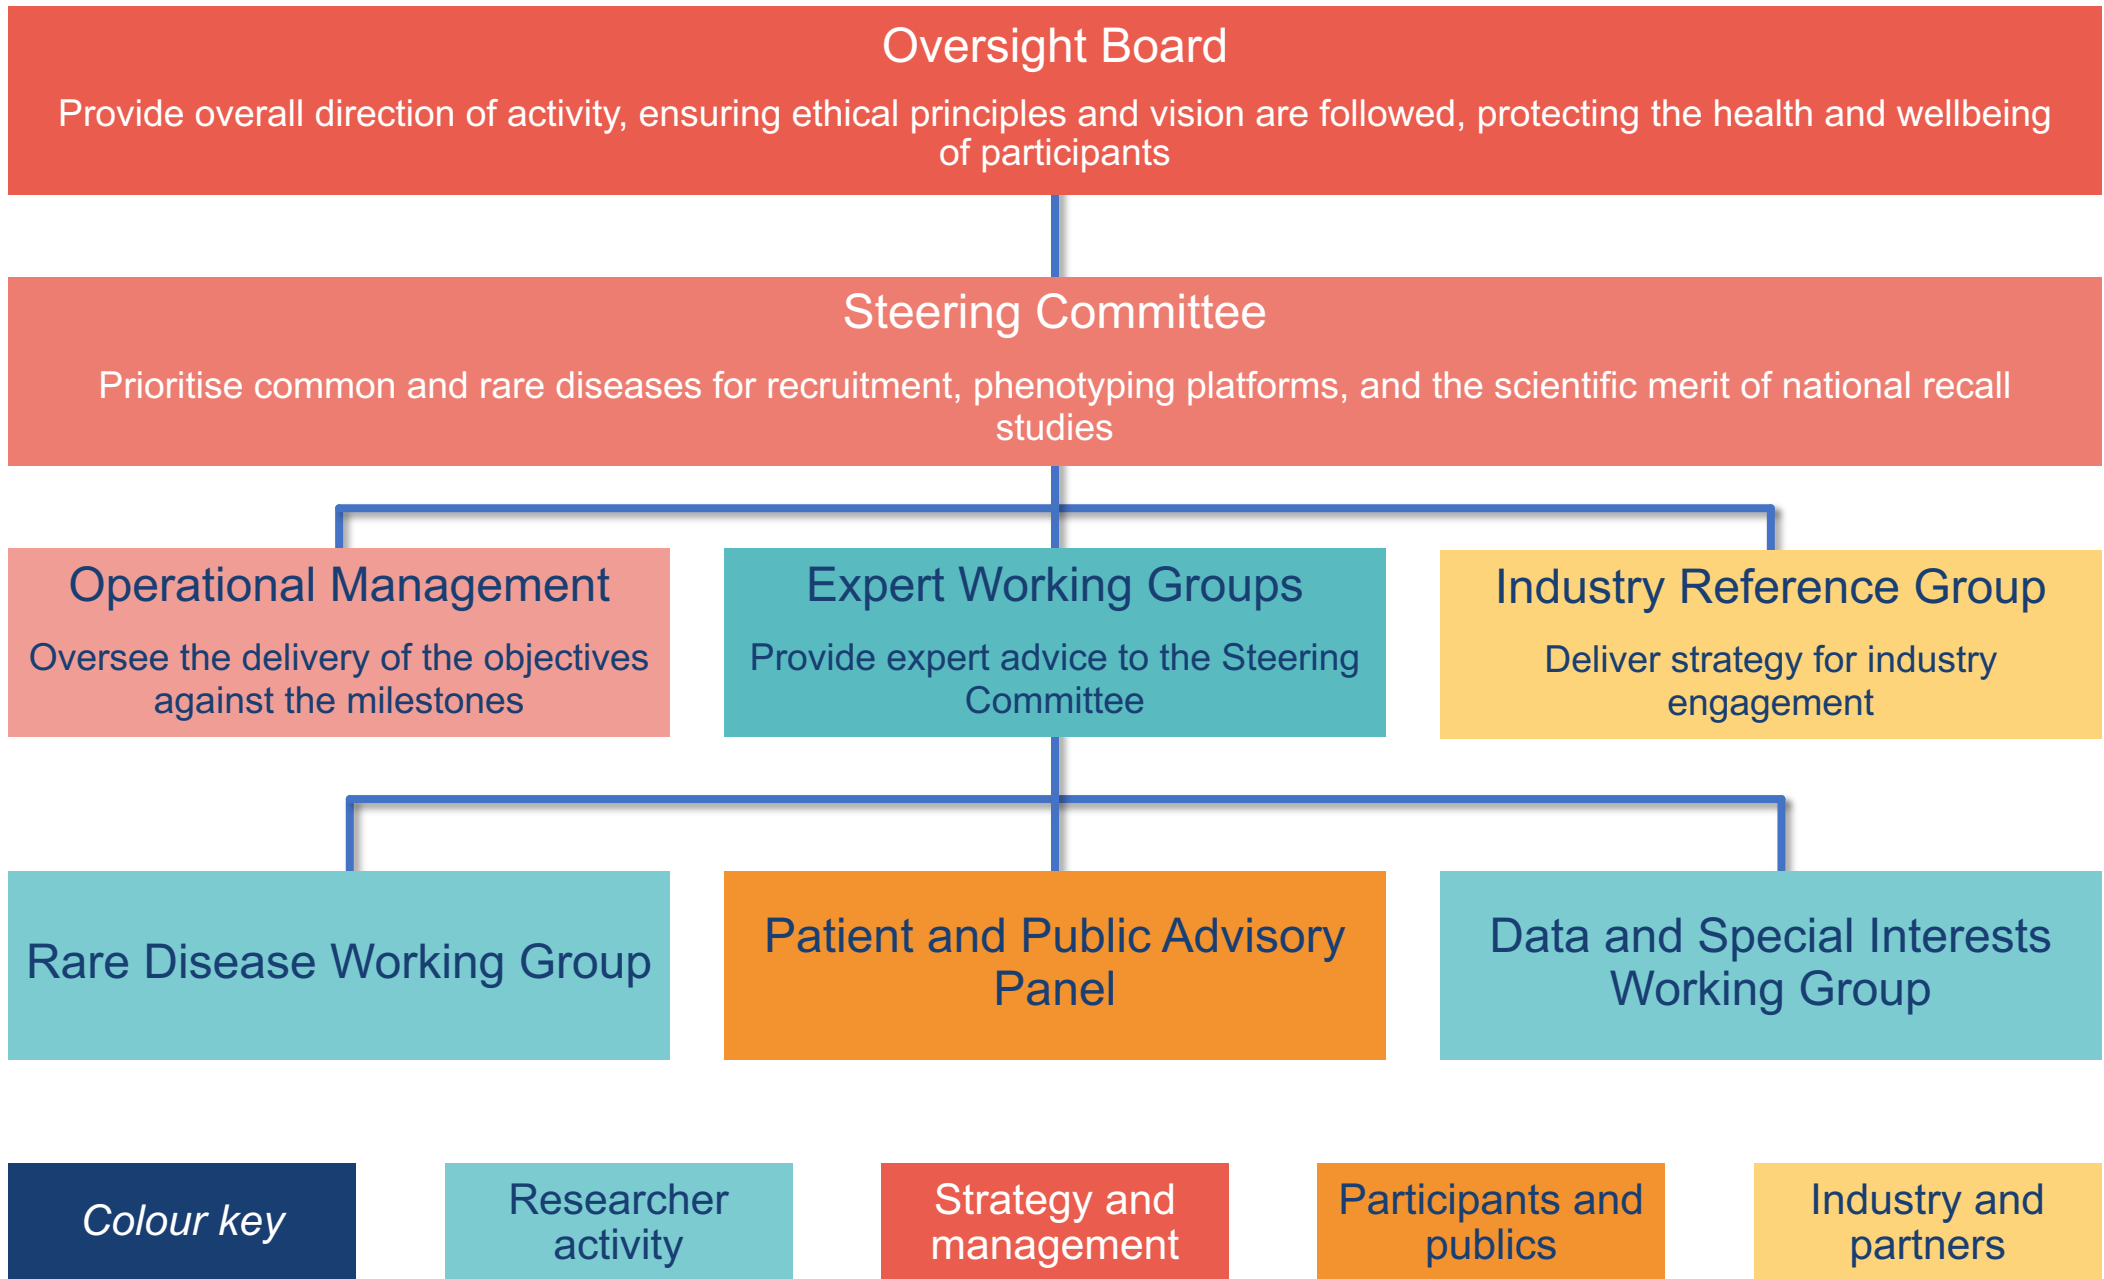 Oversight Board
Provide overall direction of activity, ensuring ethical principles and vision are followed, protecting the health and wellbeing
of participants
Steering Committee
Prioritise common and rare diseases for recruitment, phenotyping platforms, and the scientific merit of national recall
studies
Operational Management
Oversee the delivery of the objectives
against the milestones
Expert Working Groups
Provide expert advice to the Steering
Committee
Industry Reference Group
Deliver strategy for industry
engagement
Rare Disease Working Group
Patient and Public Advisory
Panel
Data and Special Interests
Working Group
Colour key
Researcher
activity
Strategy and
management
Participants and
publics
Industry and
partners